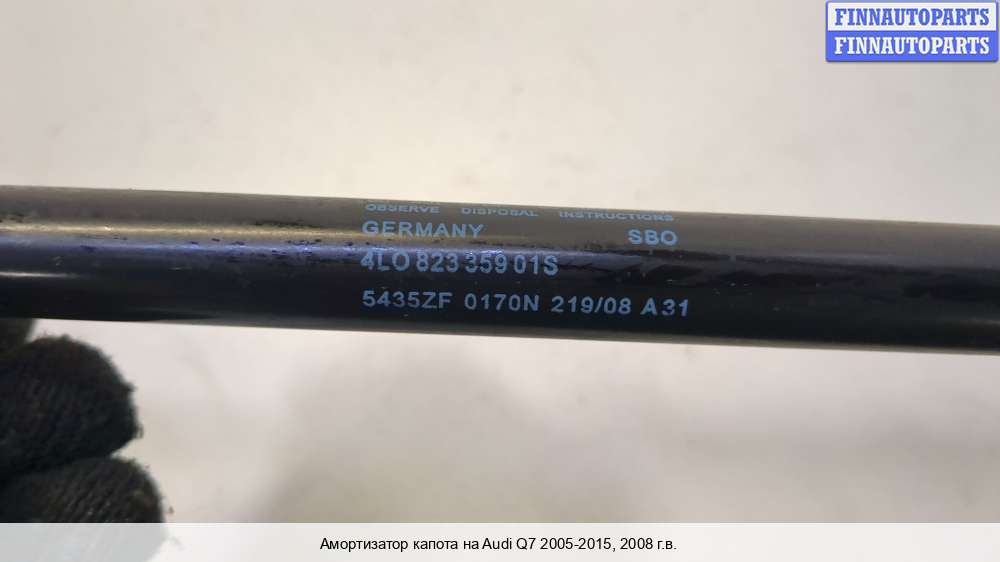 FINNAUTOPARTS
FINNAUTOPARTS
OBSERVE DISPOSAL INSTRUCTIONS
GERMANY SBO
4L0 823 359 01S
5435ZF 0170N 219/08 A31
Амортизатор капота на Audi Q7 2005-2015, 2008 г.в.